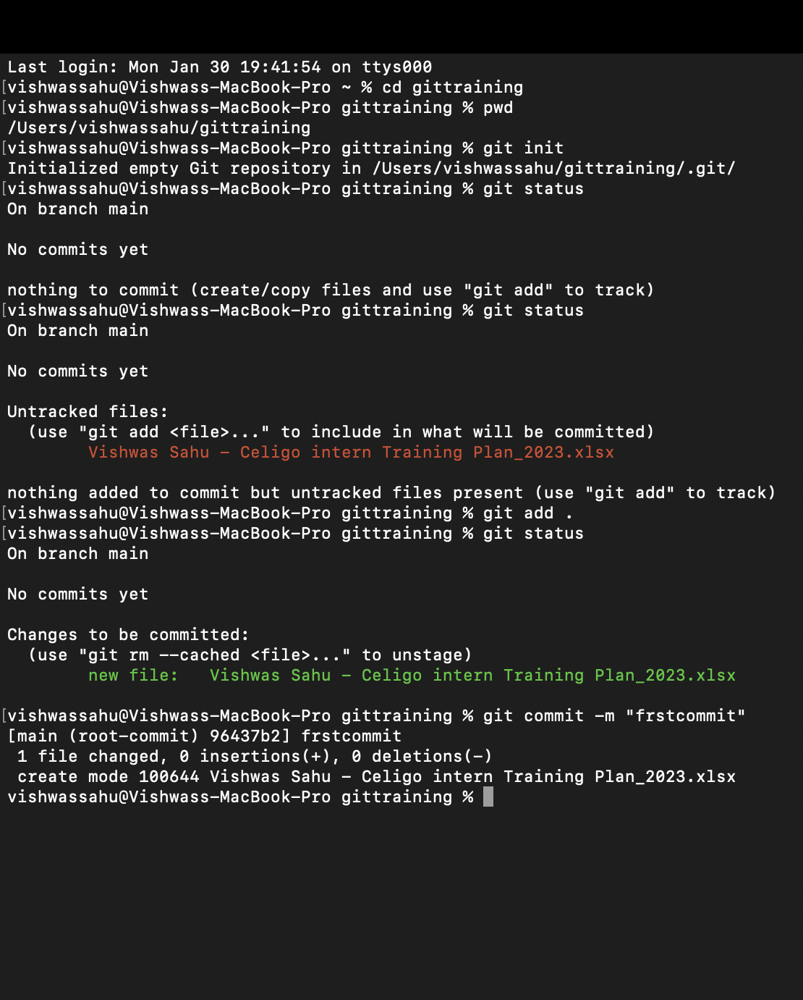 Last login: Mon Jan 30 19:41:54 on ttys000
[vishwassahu@Vishwass-MacBook-Pro ~ % cd gittraining
[vishwassahu@Vishwass-MacBook-Pro gittraining % pwd
/Users/vishwassahu/gittraining
[vishwassahu@Vishwass-MacBook-Pro gittraining % git init
Initialized empty Git repository in /Users/vishwassahu/gittraining/.git/
[vishwassahu@Vishwass-MacBook-Pro gittraining % git status
On branch main

No commits yet

nothing to commit (create/copy files and use "git add" to track)
[vishwassahu@Vishwass-MacBook-Pro gittraining % git status
On branch main

No commits yet

Untracked files:
  (use "git add <file>..." to include in what will be committed)
        Vishwas Sahu - Celigo intern Training Plan_2023.xlsx

nothing added to commit but untracked files present (use "git add" to track)
[vishwassahu@Vishwass-MacBook-Pro gittraining % git add .
[vishwassahu@Vishwass-MacBook-Pro gittraining % git status
On branch main

No commits yet

Changes to be committed:
  (use "git rm --cached <file>..." to unstage)
        new file:   Vishwas Sahu - Celigo intern Training Plan_2023.xlsx

[vishwassahu@Vishwass-MacBook-Pro gittraining % git commit -m "frstcommit"
[main (root-commit) 96437b2] frstcommit
 1 file changed, 0 insertions(+), 0 deletions(-)
 create mode 100644 Vishwas Sahu - Celigo intern Training Plan_2023.xlsx
vishwassahu@Vishwass-MacBook-Pro gittraining %